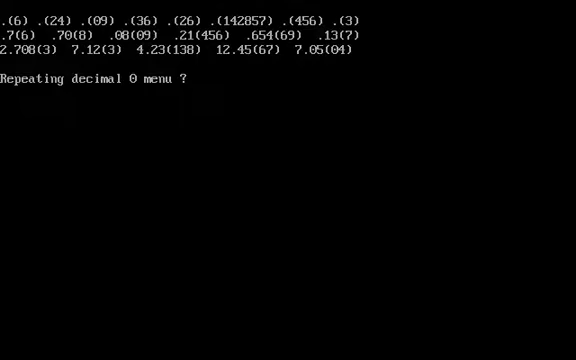 .(6) .(24) .(09) .(36) .(26) .(142857) .(456) .(3)
.7(6) .70(8) .08(09) .21(456) .654(69) .13(7)
2.708(3) 7.12(3) 4.23(138) 12.45(67) 7.05(04)
Repeating decimal 0 menu ?